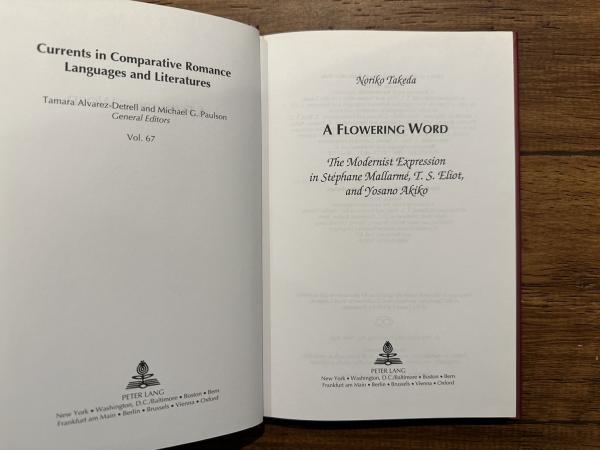 Currents in Comparative Romance
Languages and Literatures
Tamara Alvarez-Detrell and Michael G. Paulson
General Editors
Vol. 67
PETER LANG
New York • Washington, D.C./Baltimore • Boston • Bern
Frankfurt am Main • Berlin • Brussels • Vienna • Oxford
Noriko Takeda
A FLOWERING WORD
The Modernist Expression
in Stéphane Mallarmé, T. S. Eliot,
and Yosano Akiko
PETER LANG
New York • Washington, D.C./Baltimore • Boston • Bern
Frankfurt am Main • Berlin • Brussels • Vienna • Oxford